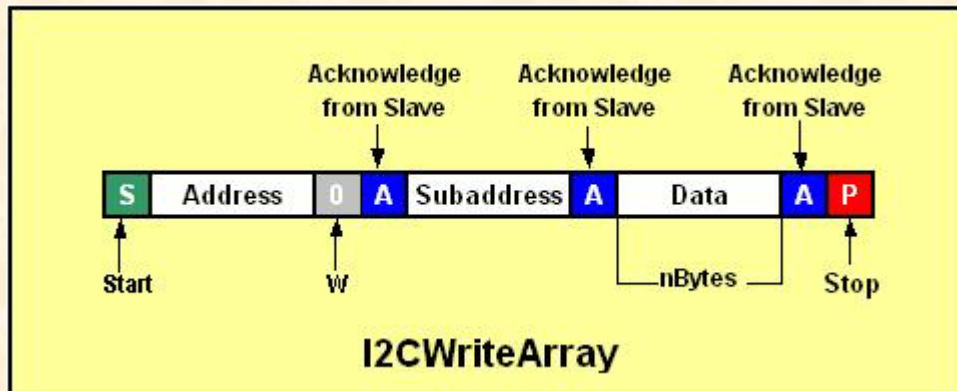 Acknowledge Acknowledge Acknowledge
from Slave from Slave from Slave
S Address 0 A Subaddress A Data A P
Start W nBytes Stop
I2CWriteArray